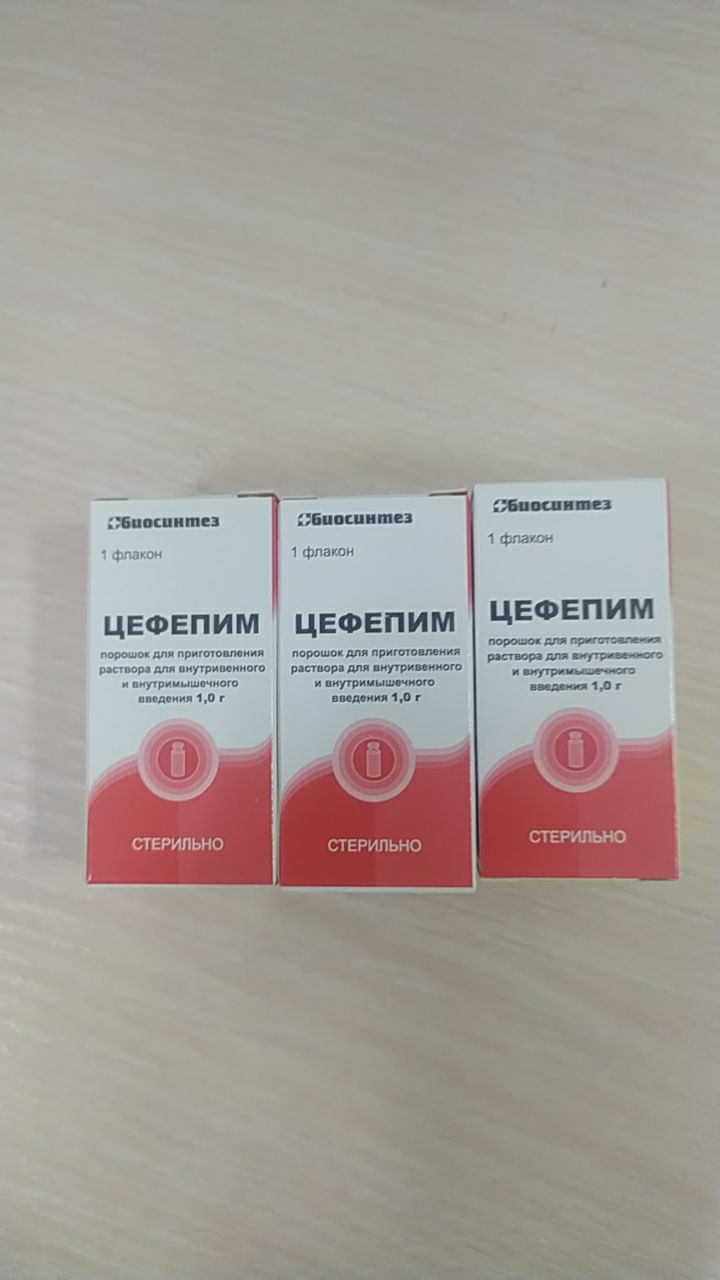 Биосинтез
1 флакон
ЦЕФЕПИМ
порошок для приготовления
раствора для внутривенного
и внутримышечного
введения 1,0 г
СТЕРИЛЬНО
Биосинтез
1 флакон
ЦЕФЕПИМ
порошок для приготовления
раствора для внутривенного
и внутримышечного
введения 1,0 г
СТЕРИЛЬНО
Биосинтез
1 флакон
ЦЕФЕПИМ
порошок для приготовления
раствора для внутривенного
и внутримышечного
введения 1,0 г
СТЕРИЛЬНО